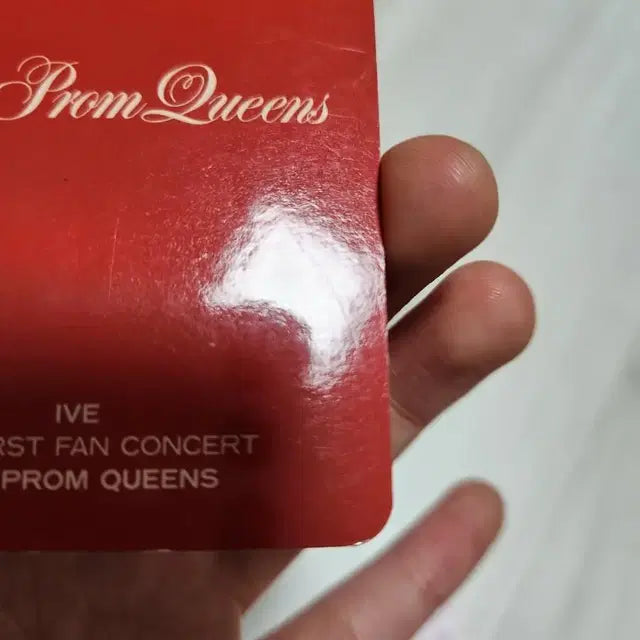 Prom Queens
IVE
RST FAN CONCERT
PROM QUEENS